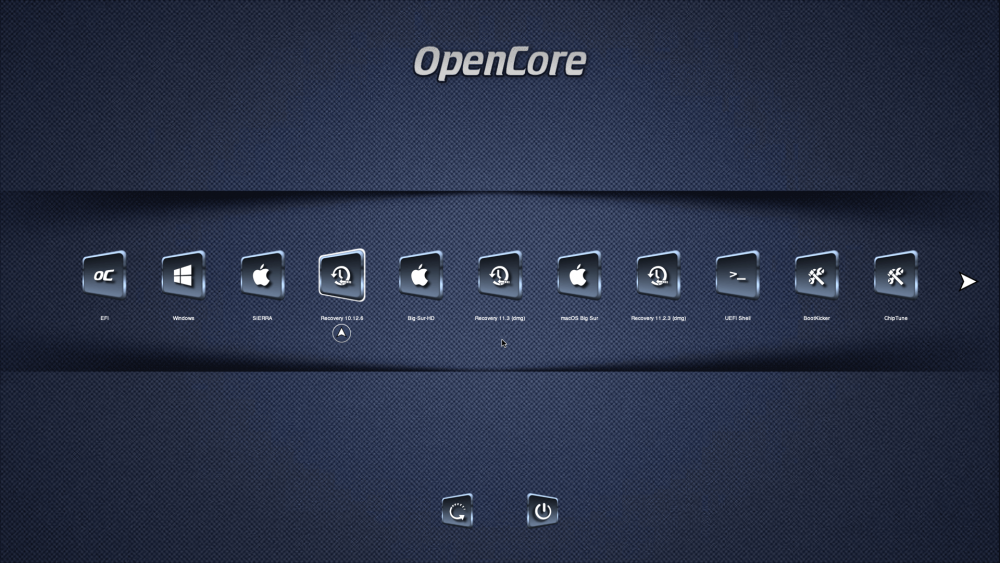 OpenCore
OC
>_
EFI
Windows
SIERRA
Recovery 10.12.6
Big-Sur-HD
Recovery 11.3 (dmg)
macOS Big Sur
Recovery 11.2.3 (dmg)
UEFI Shell
BootKicker
ChipTune